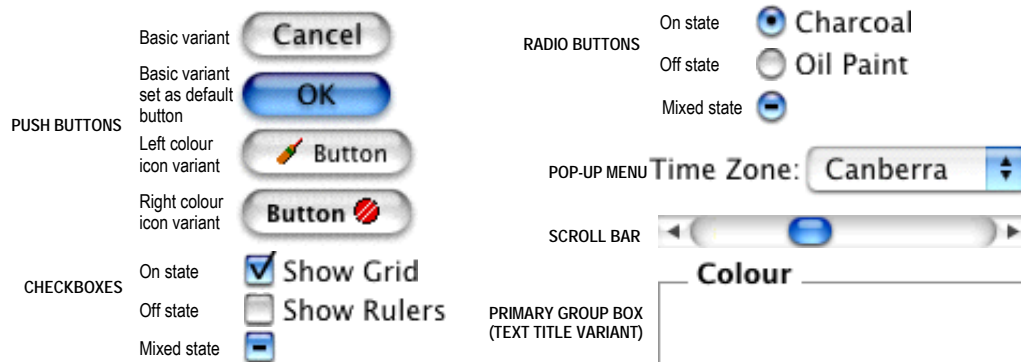 PUSH BUTTONS
Basic variant
Cancel
Basic variant
set as default
button
OK
Left colour
icon variant
Button
Right colour
icon variant
Button
CHECKBOXES
On state
Show Grid
Off state
Show Rulers
Mixed state
RADIO BUTTONS
On state
Charcoal
Off state
Oil Paint
Mixed state
POP-UP MENU
Time Zone: Canberra
SCROLL BAR
PRIMARY GROUP BOX
(TEXT TITLE VARIANT)
Colour